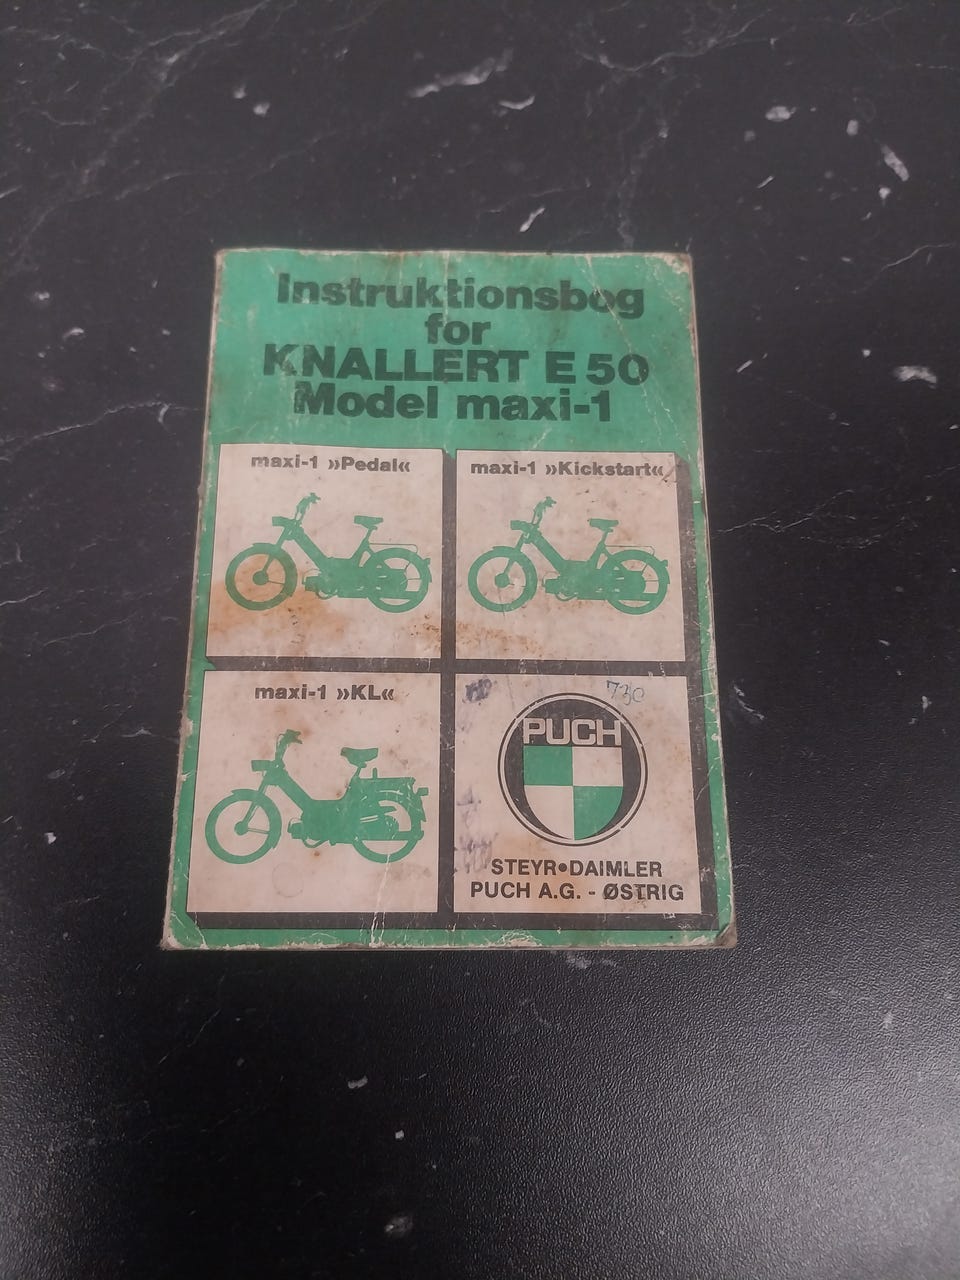 Instruktionsbog
for
KNALLERT E 50
Model maxi-1
maxi-1 »Pedal«
maxi-1 »Kickstart«
maxi-1 »KL«
PUCH
STEYR•DAIMLER
PUCH A.G. - ØSTRIG